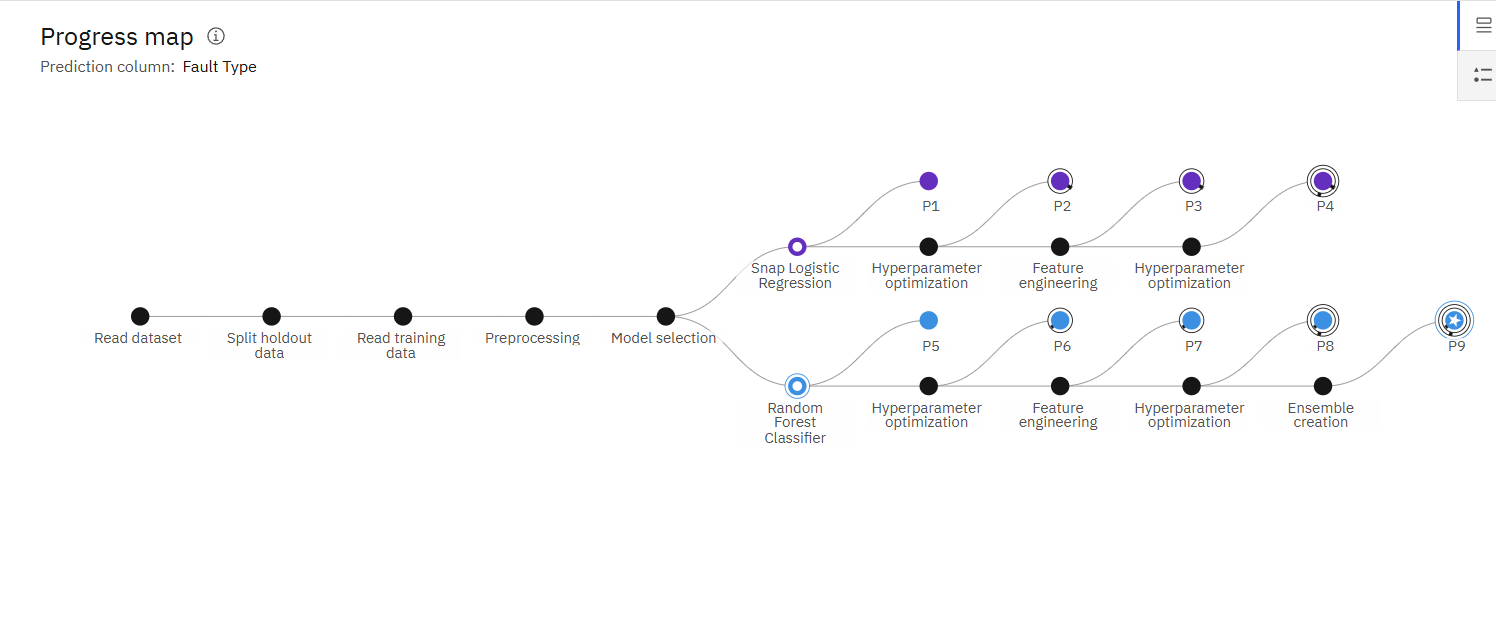 Progress map
Prediction column: Fault Type
P1
P2
P3
P4
Snap Logistic
Regression
Hyperparameter
optimization
Feature
engineering
Hyperparameter
optimization
Read dataset
Split holdout
data
Read training
data
Preprocessing
Model selection
P5
P6
P7
P8
P9
Random
Forest
Classifier
Hyperparameter
optimization
Feature
engineering
Hyperparameter
optimization
Ensemble
creation